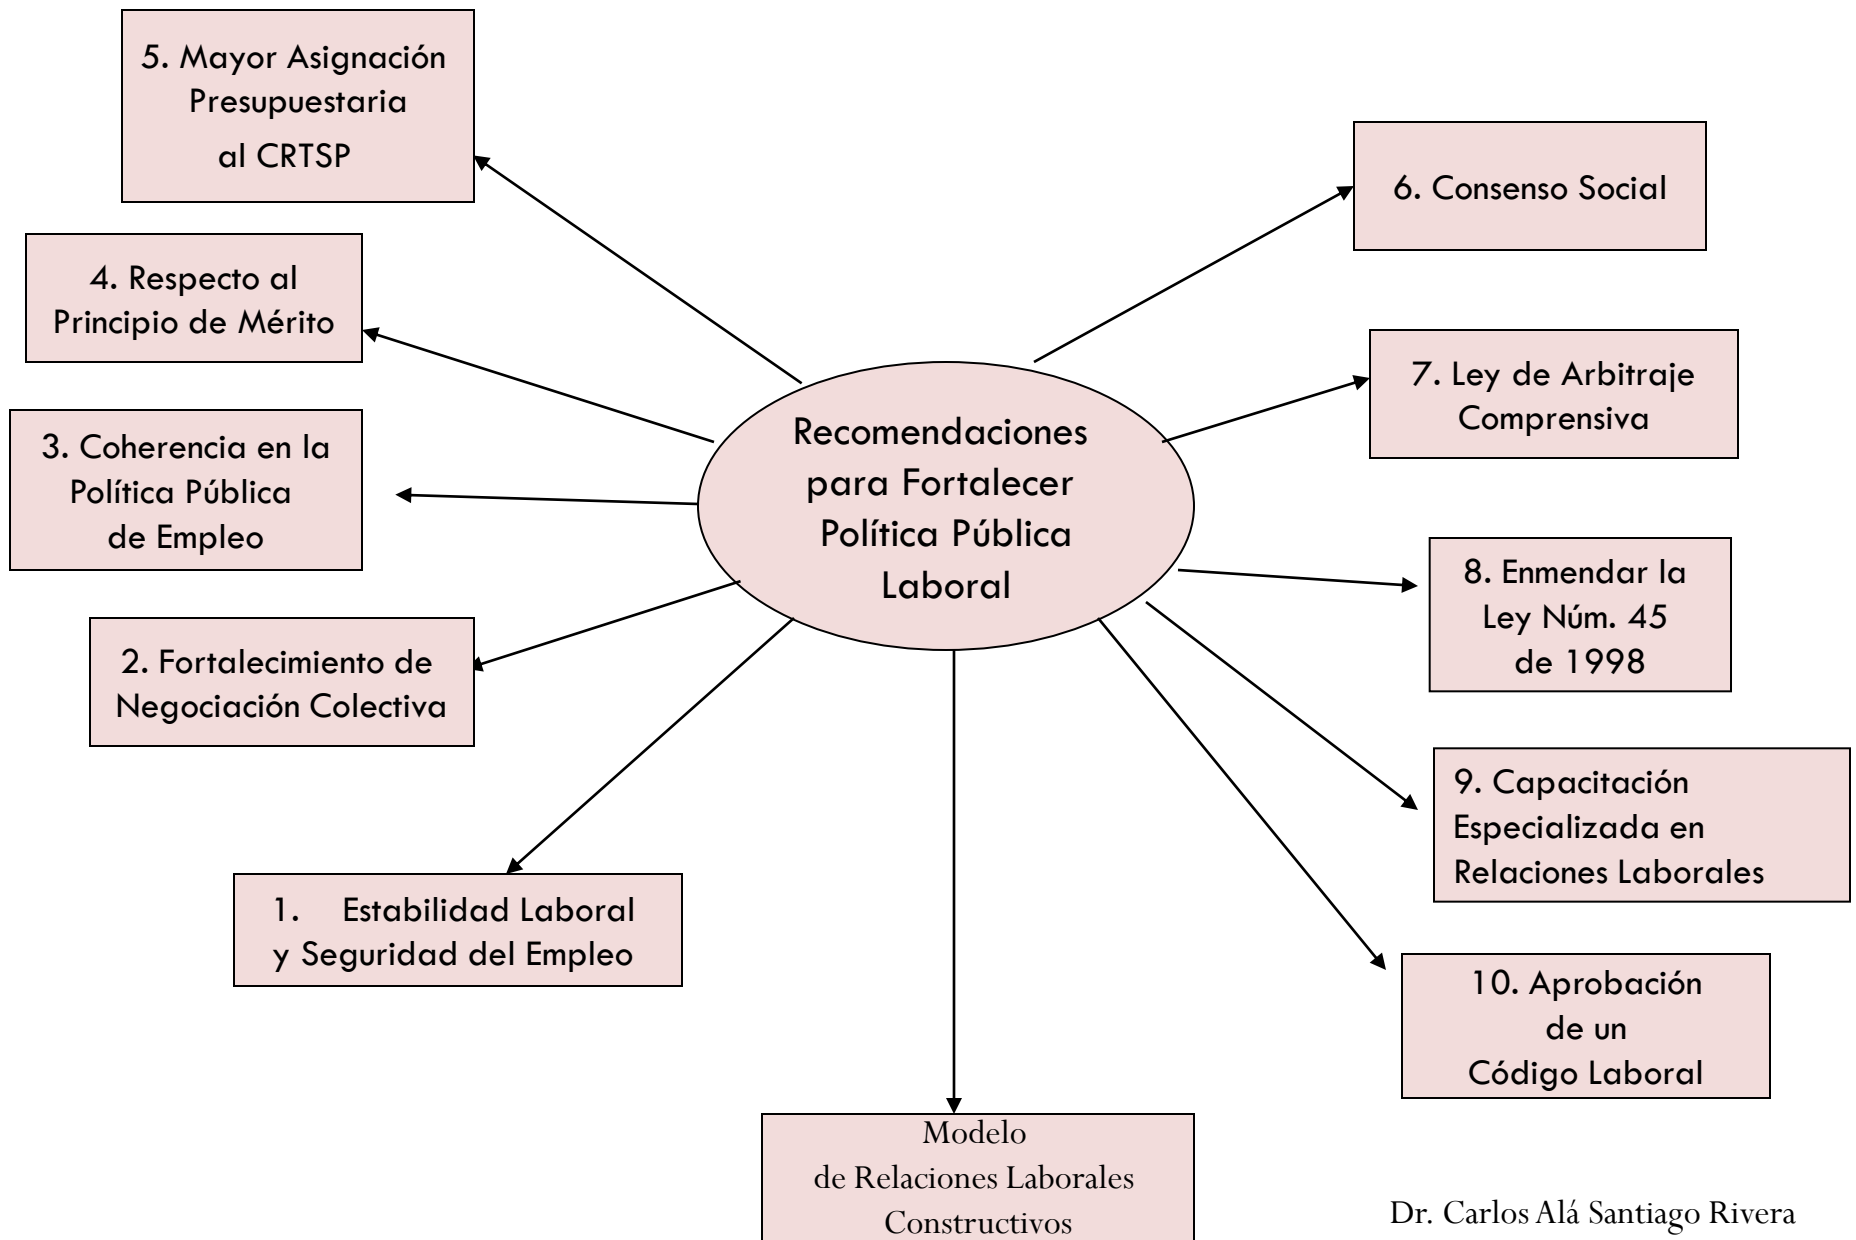 5. Mayor Asignación
Presupuestaria
al CRTSP
6. Consenso Social
4. Respecto al
Principio de Mérito
7. Ley de Arbitraje
Comprensiva
3. Coherencia en la
Política Pública
de Empleo
Recomendaciones
para Fortalecer
Política Pública
Laboral
8. Enmendar la
Ley Núm. 45
de 1998
2. Fortalecimiento de
Negociación Colectiva
9. Capacitación
Especializada en
Relaciones Laborales
1. Estabilidad Laboral
y Seguridad del Empleo
10. Aprobación
de un
Código Laboral
Modelo
de Relaciones Laborales
Constructivos
Dr. Carlos Alá Santiago Rivera